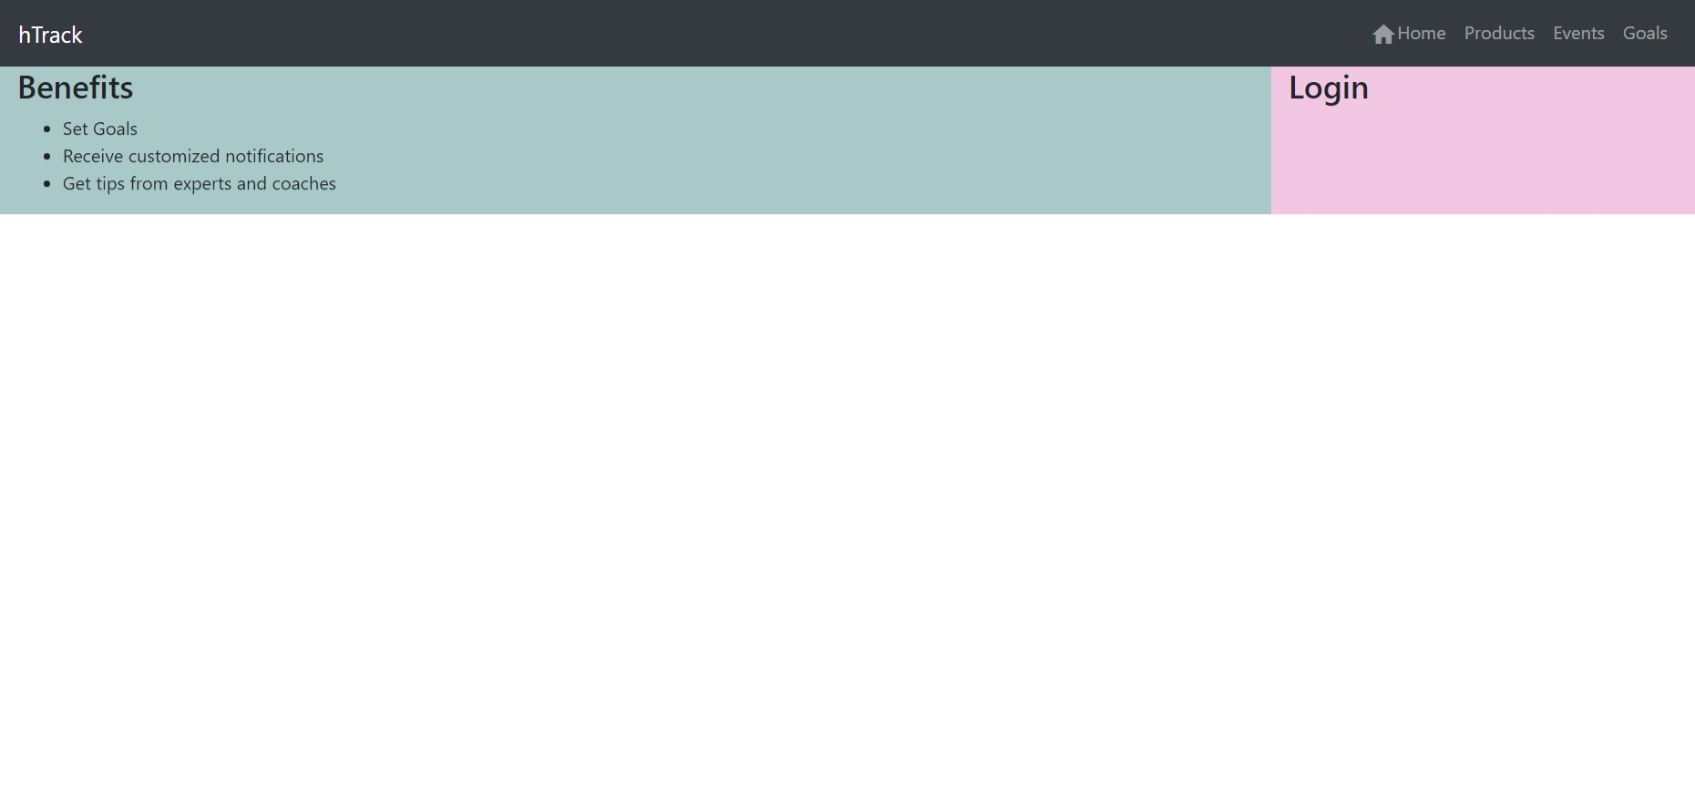 hTrack
Home Products Events Goals
Benefits
Set Goals
Receive customized notifications
Get tips from experts and coaches
Login